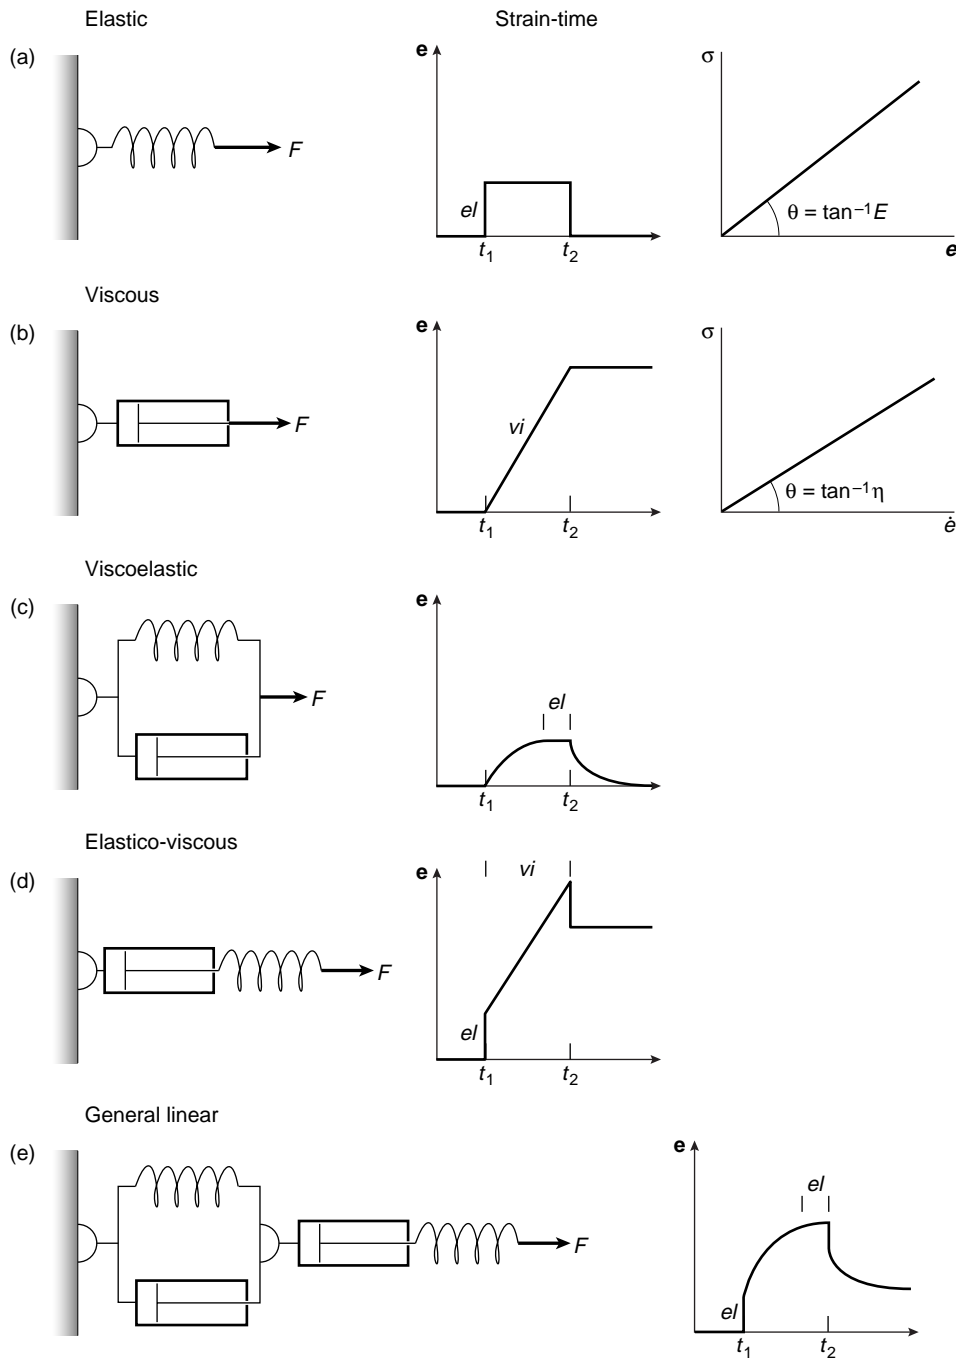 Elastic
Strain-time
(a)
F
e
el
t1
t2
σ
θ = tan⁻¹E
e
Viscous
(b)
F
e
vi
t1
t2
σ
θ = tan⁻¹η
ė
Viscoelastic
(c)
F
e
el
t1
t2
Elastico-viscous
(d)
F
e
vi
el
t1
t2
General linear
(e)
F
e
el
el
t1
t2